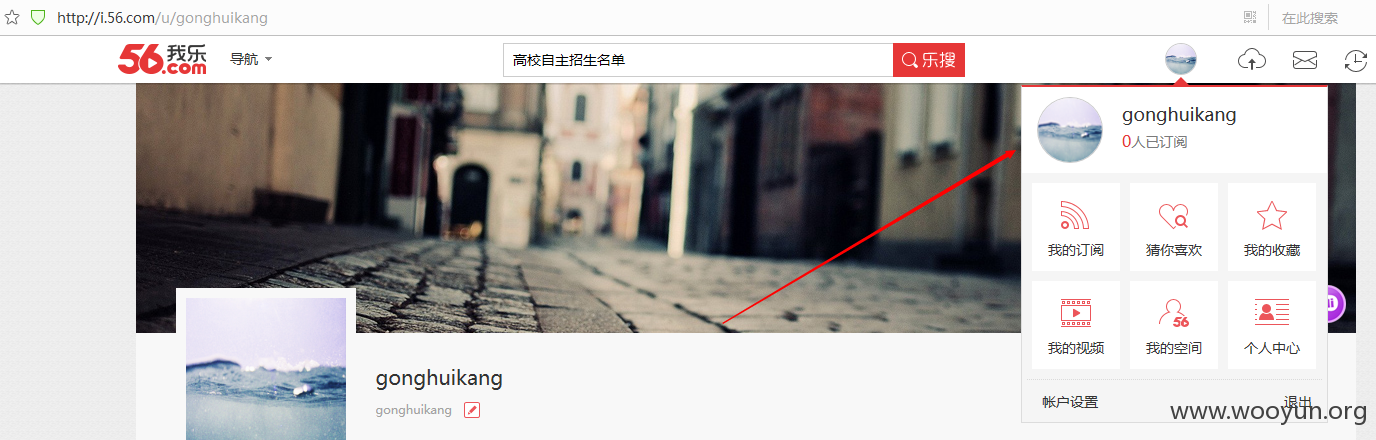 http://i.56.com/u/gonghuikang
在此搜索
56我乐
.com
导航
高校自主招生名单
乐搜
gonghuikang
0人已订阅
我的订阅
猜你喜欢
我的收藏
56
我的视频
我的空间
个人中心
帐户设置
退出
gonghuikang
gonghuikang
www.wooyun.org